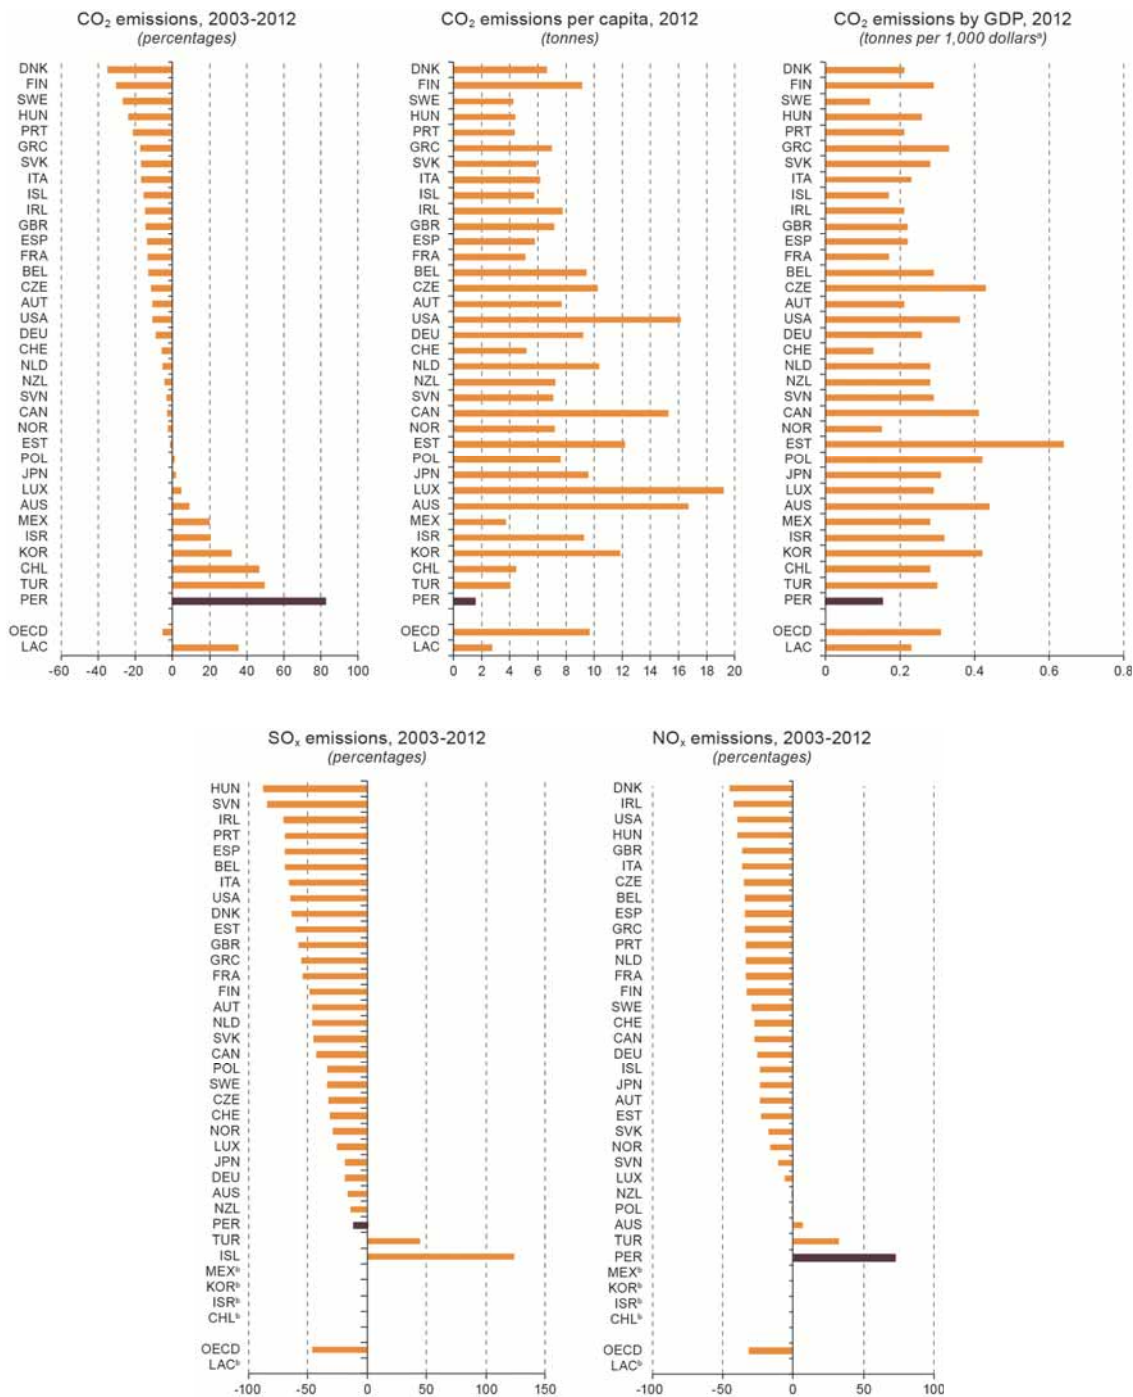 CO₂ emissions, 2003-2012
(percentages)
DNK
FIN
SWE
HUN
PRT
GRC
SVK
ITA
ISL
IRL
GBR
ESP
FRA
BEL
CZE
AUT
USA
DEU
CHE
NLD
NZL
SVN
CAN
NOR
EST
POL
JPN
LUX
AUS
MEX
ISR
KOR
CHL
TUR
PER
OECD
LAC
-60 -40 -20 0 20 40 60 80 100
CO₂ emissions per capita, 2012
(tonnes)
DNK
FIN
SWE
HUN
PRT
GRC
SVK
ITA
ISL
IRL
GBR
ESP
FRA
BEL
CZE
AUT
USA
DEU
CHE
NLD
NZL
SVN
CAN
NOR
EST
POL
JPN
LUX
AUS
MEX
ISR
KOR
CHL
TUR
PER
OECD
LAC
0 2 4 6 8 10 12 14 16 18 20
CO₂ emissions by GDP, 2012
(tonnes per 1,000 dollarsᵃ)
DNK
FIN
SWE
HUN
PRT
GRC
SVK
ITA
ISL
IRL
GBR
ESP
FRA
BEL
CZE
AUT
USA
DEU
CHE
NLD
NZL
SVN
CAN
NOR
EST
POL
JPN
LUX
AUS
MEX
ISR
KOR
CHL
TUR
PER
OECD
LAC
0 0.2 0.4 0.6 0.8
SOₓ emissions, 2003-2012
(percentages)
HUN
SVN
IRL
PRT
ESP
BEL
ITA
USA
DNK
EST
GBR
GRC
FRA
FIN
AUT
NLD
SVK
CAN
POL
SWE
CZE
CHE
NOR
LUX
JPN
DEU
AUS
NZL
PER
TUR
ISL
MEXᵇ
KORᵇ
ISRᵇ
CHLᵇ
OECD
LACᵇ
-100 -50 0 50 100 150
NOₓ emissions, 2003-2012
(percentages)
DNK
IRL
USA
HUN
GBR
ITA
CZE
BEL
ESP
GRC
PRT
NLD
FRA
FIN
SWE
CHE
CAN
DEU
ISL
JPN
AUT
EST
SVK
NOR
SVN
LUX
NZL
POL
AUS
TUR
PER
MEXᵇ
KORᵇ
ISRᵇ
CHLᵇ
OECD
LACᵇ
-100 -50 0 50 100